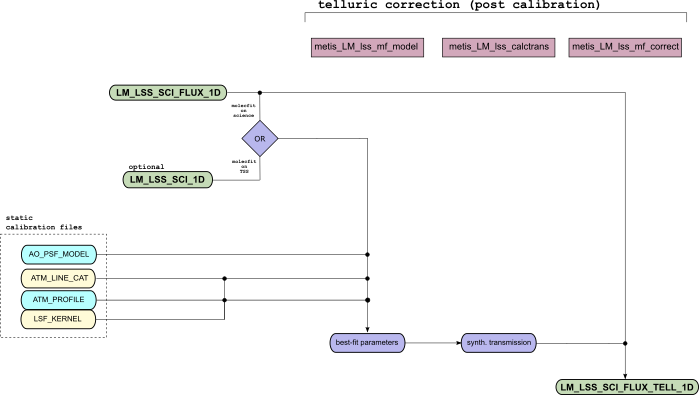 telluric correction (post calibration)
metis_LM_lss_mf_model
metis_LM_lss_calctrans
metis_LM_lss_mf_correct
LM_LSS_SCI_FLUX_1D
molecfit
on
science
OR
molecfit
on
TSS
optional
LM_LSS_SCI_1D
static
calibration files
AO_PSF_MODEL
ATM_LINE_CAT
ATM_PROFILE
LSF_KERNEL
best-fit parameters
synth. transmission
LM_LSS_SCI_FLUX_TELL_1D